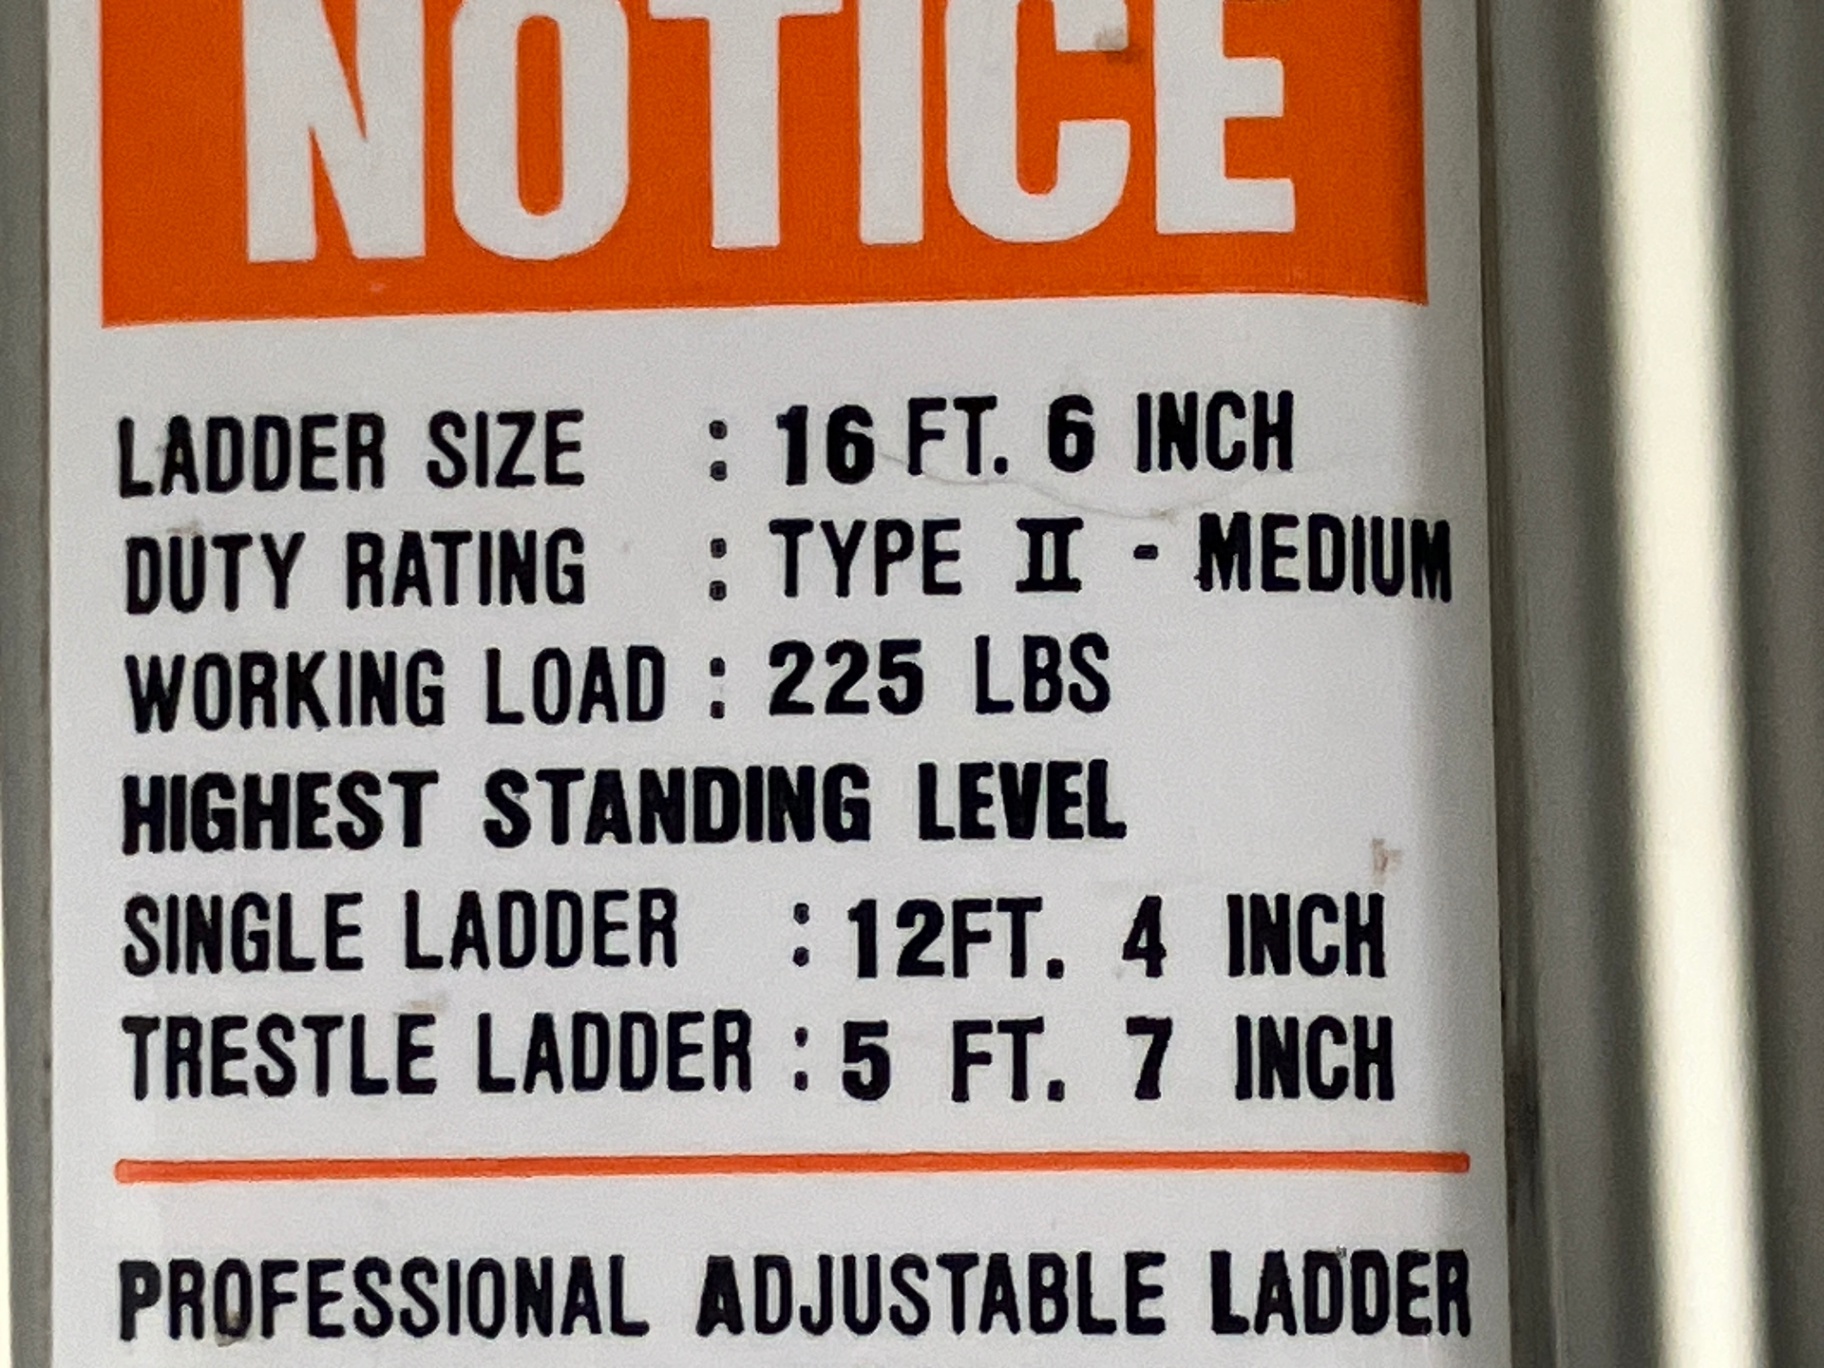 NOTICE
LADDER SIZE : 16 FT. 6 INCH
DUTY RATING : TYPE II - MEDIUM
WORKING LOAD : 225 LBS
HIGHEST STANDING LEVEL
SINGLE LADDER : 12FT. 4 INCH
TRESTLE LADDER : 5 FT. 7 INCH
PROFESSIONAL ADJUSTABLE LADDER